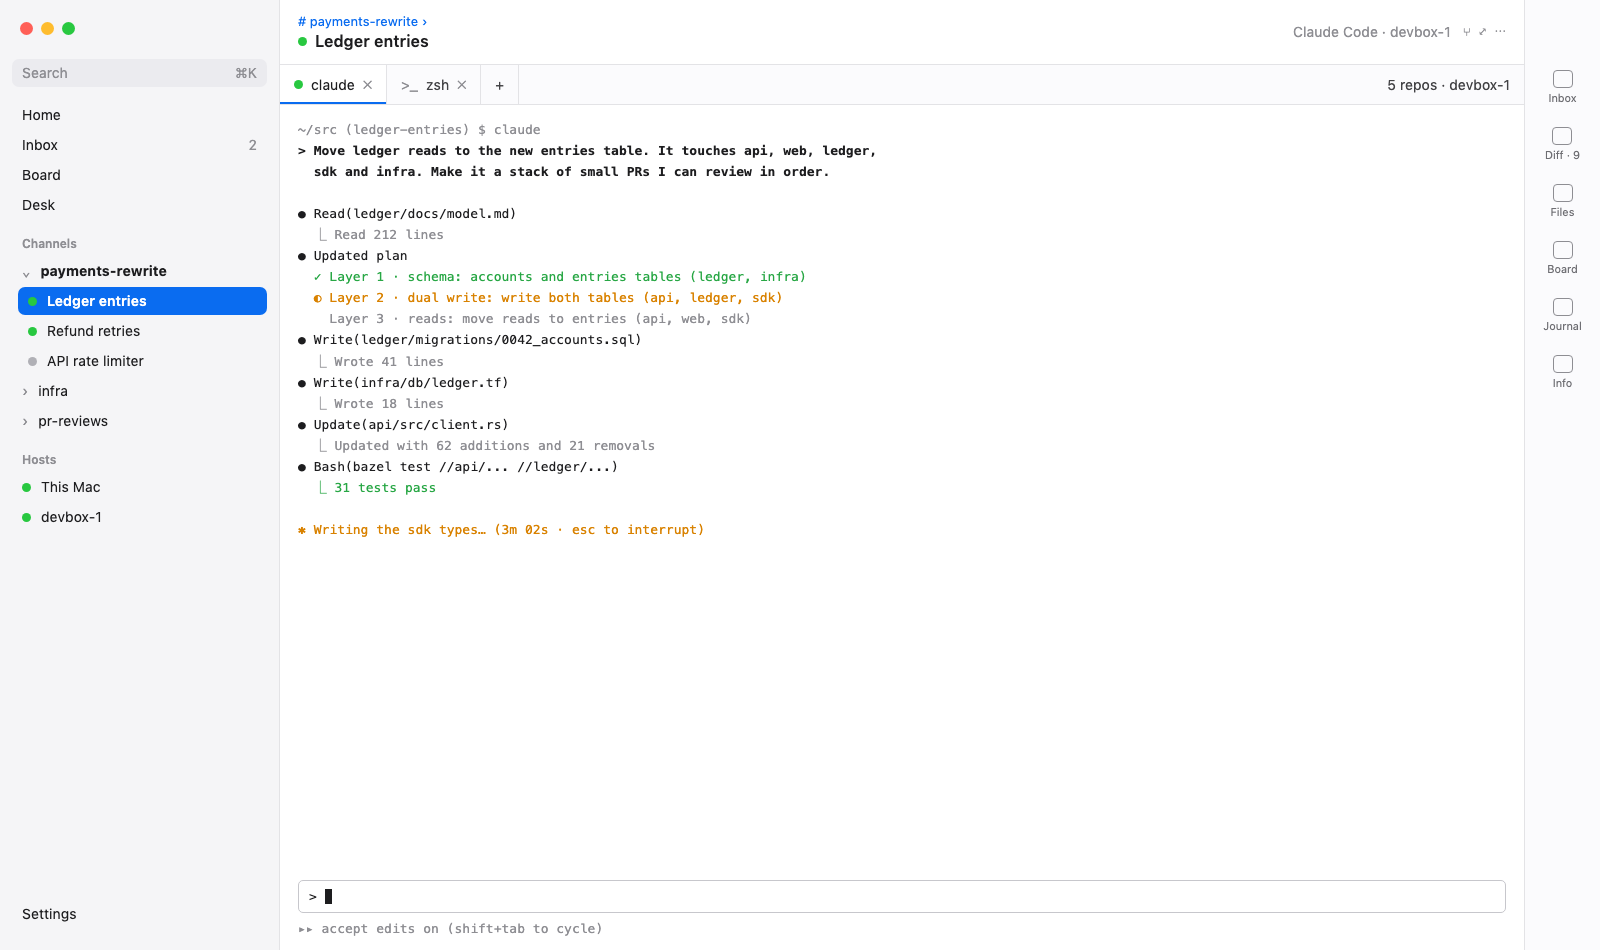 Search ⌘K
Home
Inbox 2
Board
Desk
Channels
payments-rewrite
Ledger entries
Refund retries
API rate limiter
infra
pr-reviews
Hosts
This Mac
devbox-1
Settings
# payments-rewrite ›
Ledger entries
Claude Code · devbox-1 ···
claude ×
>_ zsh ×
+
5 repos · devbox-1
~/src (ledger-entries) $ claude
> Move ledger reads to the new entries table. It touches api, web, ledger,
sdk and infra. Make it a stack of small PRs I can review in order.
● Read(ledger/docs/model.md)
⎿ Read 212 lines
● Updated plan
✓ Layer 1 · schema: accounts and entries tables (ledger, infra)
◐ Layer 2 · dual write: write both tables (api, ledger, sdk)
Layer 3 · reads: move reads to entries (api, web, sdk)
● Write(ledger/migrations/0042_accounts.sql)
⎿ Wrote 41 lines
● Write(infra/db/ledger.tf)
⎿ Wrote 18 lines
● Update(api/src/client.rs)
⎿ Updated with 62 additions and 21 removals
● Bash(bazel test //api/... //ledger/...)
⎿ 31 tests pass
✱ Writing the sdk types… (3m 02s · esc to interrupt)
>
▸▸ accept edits on (shift+tab to cycle)
Inbox
Diff · 9
Files
Board
Journal
Info